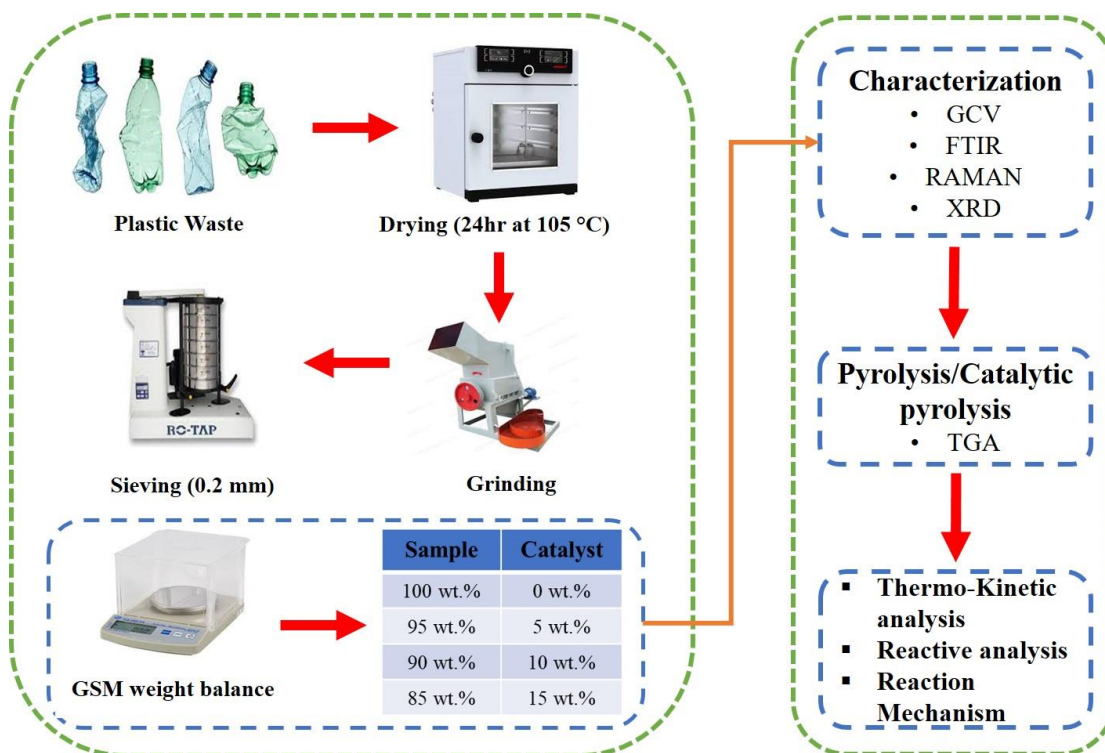 Plastic Waste
Drying (24hr at 105 °C)
RO-TAP
Sieving (0.2 mm)
Grinding
GSM weight balance
Sample Catalyst
100 wt.% 0 wt.%
95 wt.% 5 wt.%
90 wt.% 10 wt.%
85 wt.% 15 wt.%
Characterization
• GCV
• FTIR
• RAMAN
• XRD
Pyrolysis/Catalytic
pyrolysis
• TGA
▪ Thermo-Kinetic
analysis
▪ Reactive analysis
▪ Reaction
Mechanism